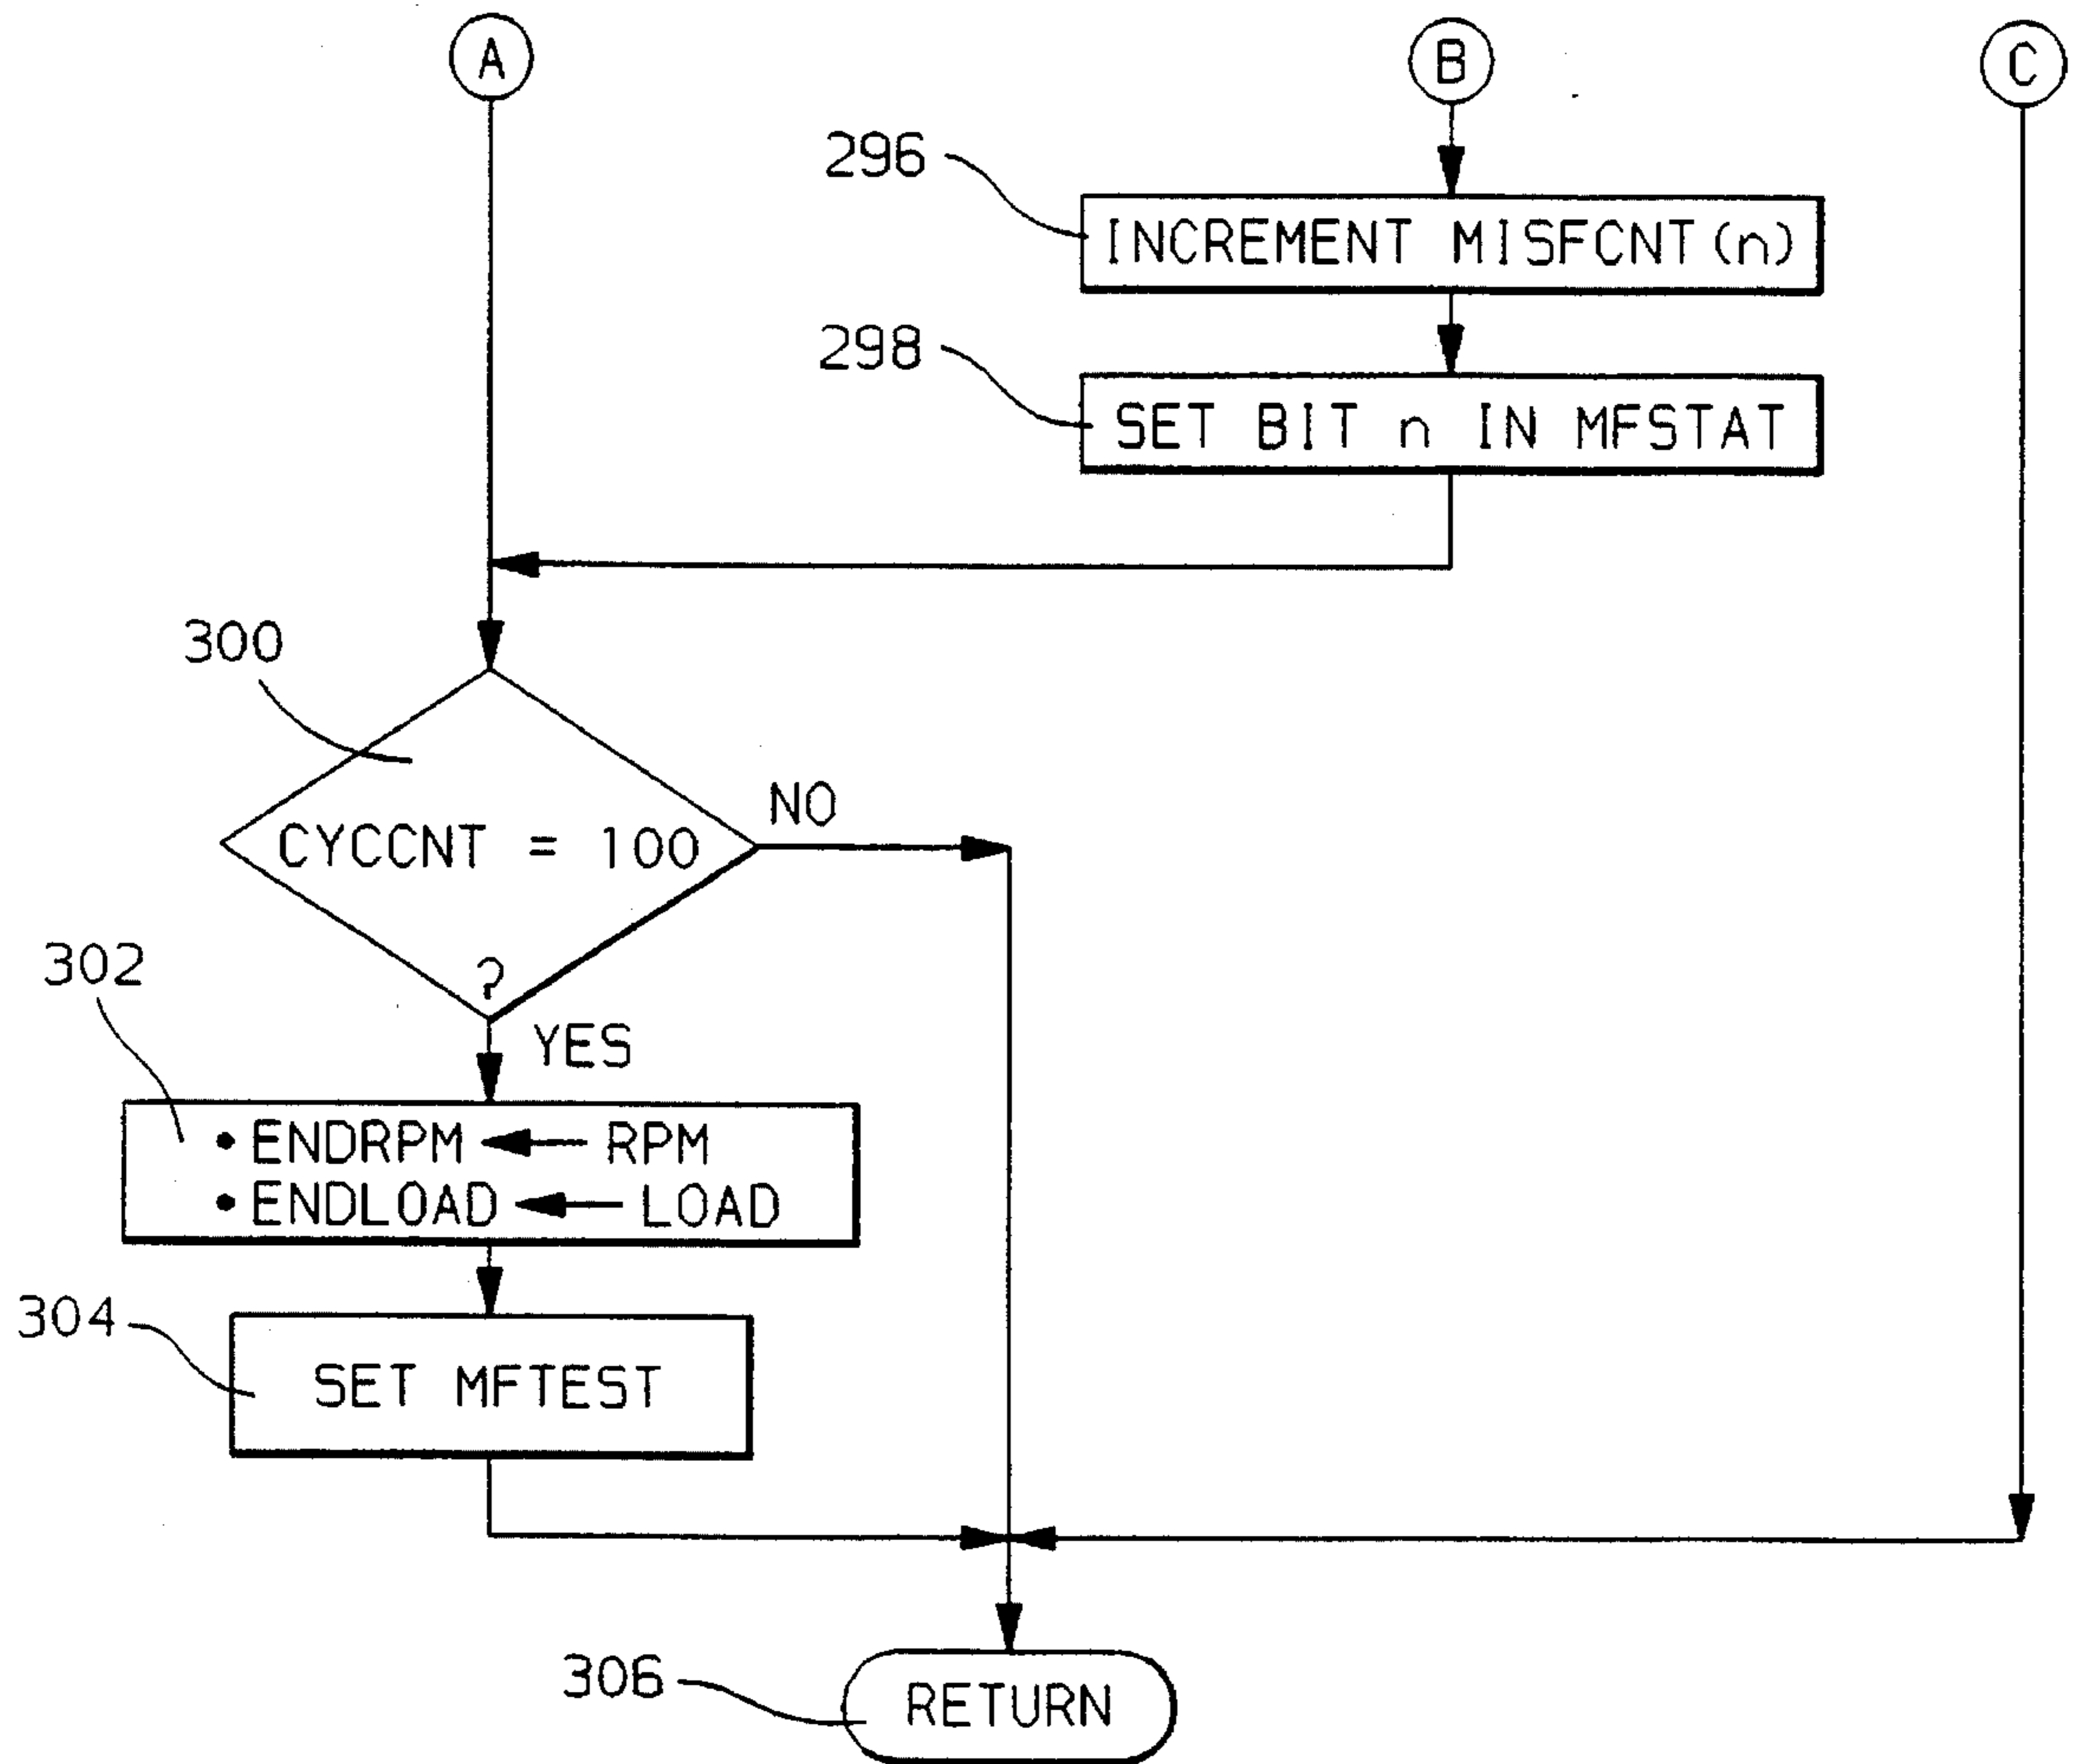 A
B
C
296
INCREMENT MISFCNT(n)
298
SET BIT n IN MFSTAT
300
CYCCNT = 100
?
NO
YES
302
• ENDRPM ← RPM
• ENDLOAD ← LOAD
304
SET MFTEST
306
RETURN